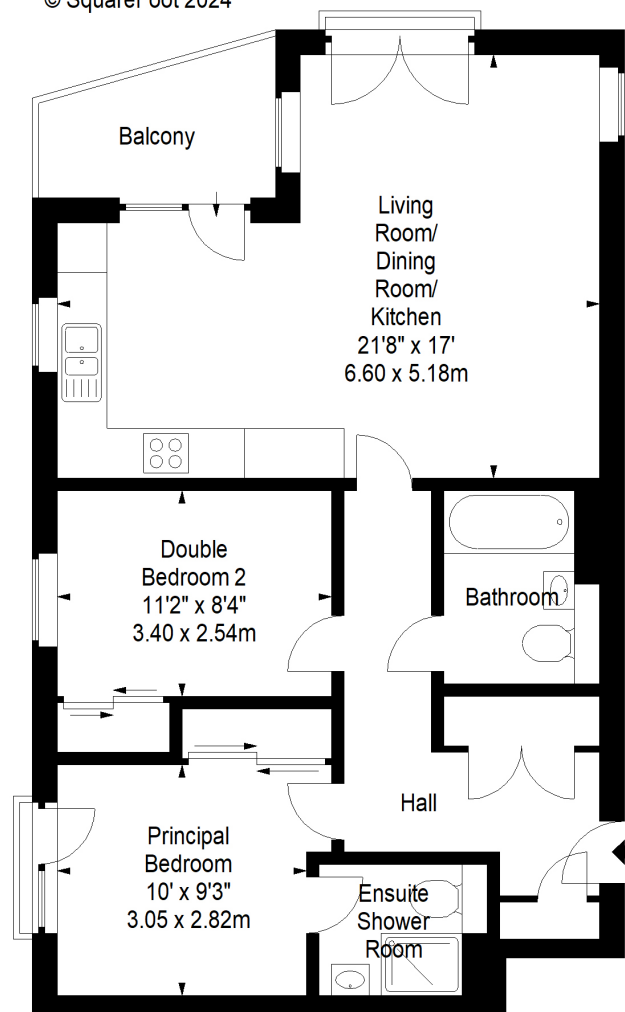 © SquareFoot 2024
Balcony
Living
Room/
Dining
Room/
Kitchen
21'8" x 17'
6.60 x 5.18m
Double
Bedroom 2
11'2" x 8'4"
3.40 x 2.54m
Bathroom
Hall
Principal
Bedroom
10' x 9'3"
3.05 x 2.82m
Ensuite
Shower
Room